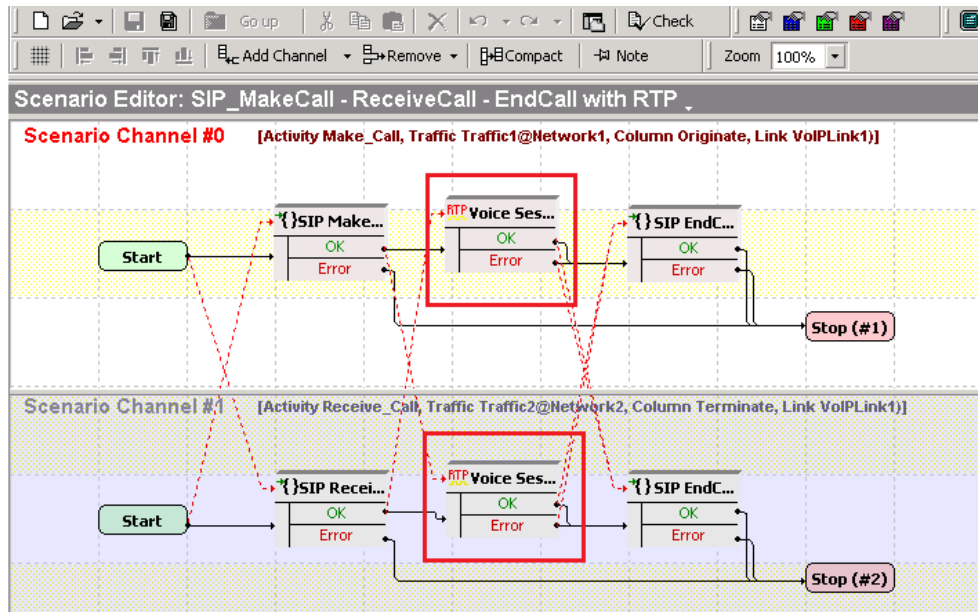 Go up Check
Add Channel Remove Compact Note Zoom 100%
Scenario Editor: SIP_MakeCall - ReceiveCall - EndCall with RTP
Scenario Channel #0 [Activity Make_Call, Traffic Traffic1@Network1, Column Originate, Link VoIPLink1)]
Start
{}SIP Make...
OK
Error
RTP Voice Ses...
OK
Error
{}SIP EndC...
OK
Error
Stop (#1)
Scenario Channel #1 [Activity Receive_Call, Traffic Traffic2@Network2, Column Terminate, Link VoIPLink1)]
Start
{}SIP Recei...
OK
Error
RTP Voice Ses...
OK
Error
{}SIP EndC...
OK
Error
Stop (#2)